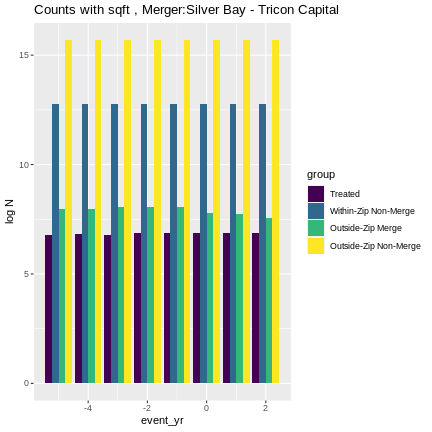 Counts with sqft , Merger:Silver Bay - Tricon Capital
log N
15
10
5
0
-4
-2
0
2
event_yr
group
Treated
Within-Zip Non-Merge
Outside-Zip Merge
Outside-Zip Non-Merge